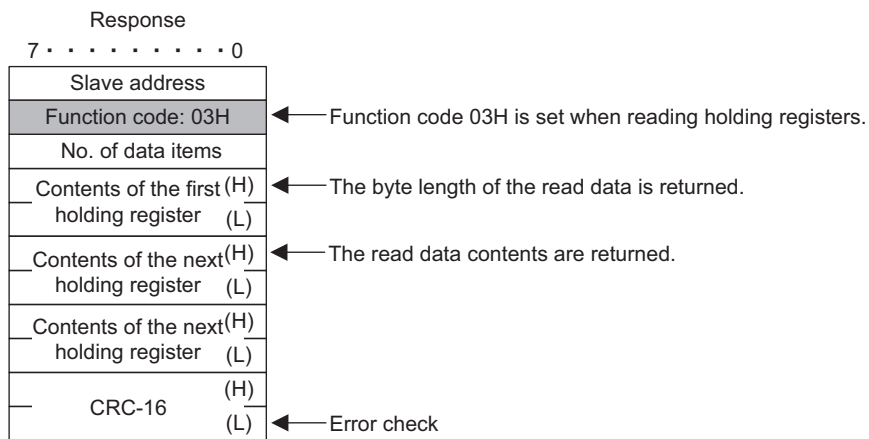 Response
7 · · · · · · · · · 0
Slave address
Function code: 03H
Function code 03H is set when reading holding registers.
No. of data items
Contents of the first (H)
The byte length of the read data is returned.
holding register (L)
Contents of the next (H)
The read data contents are returned.
holding register (L)
Contents of the next (H)
holding register (L)
(H)
CRC-16
(L)
Error check